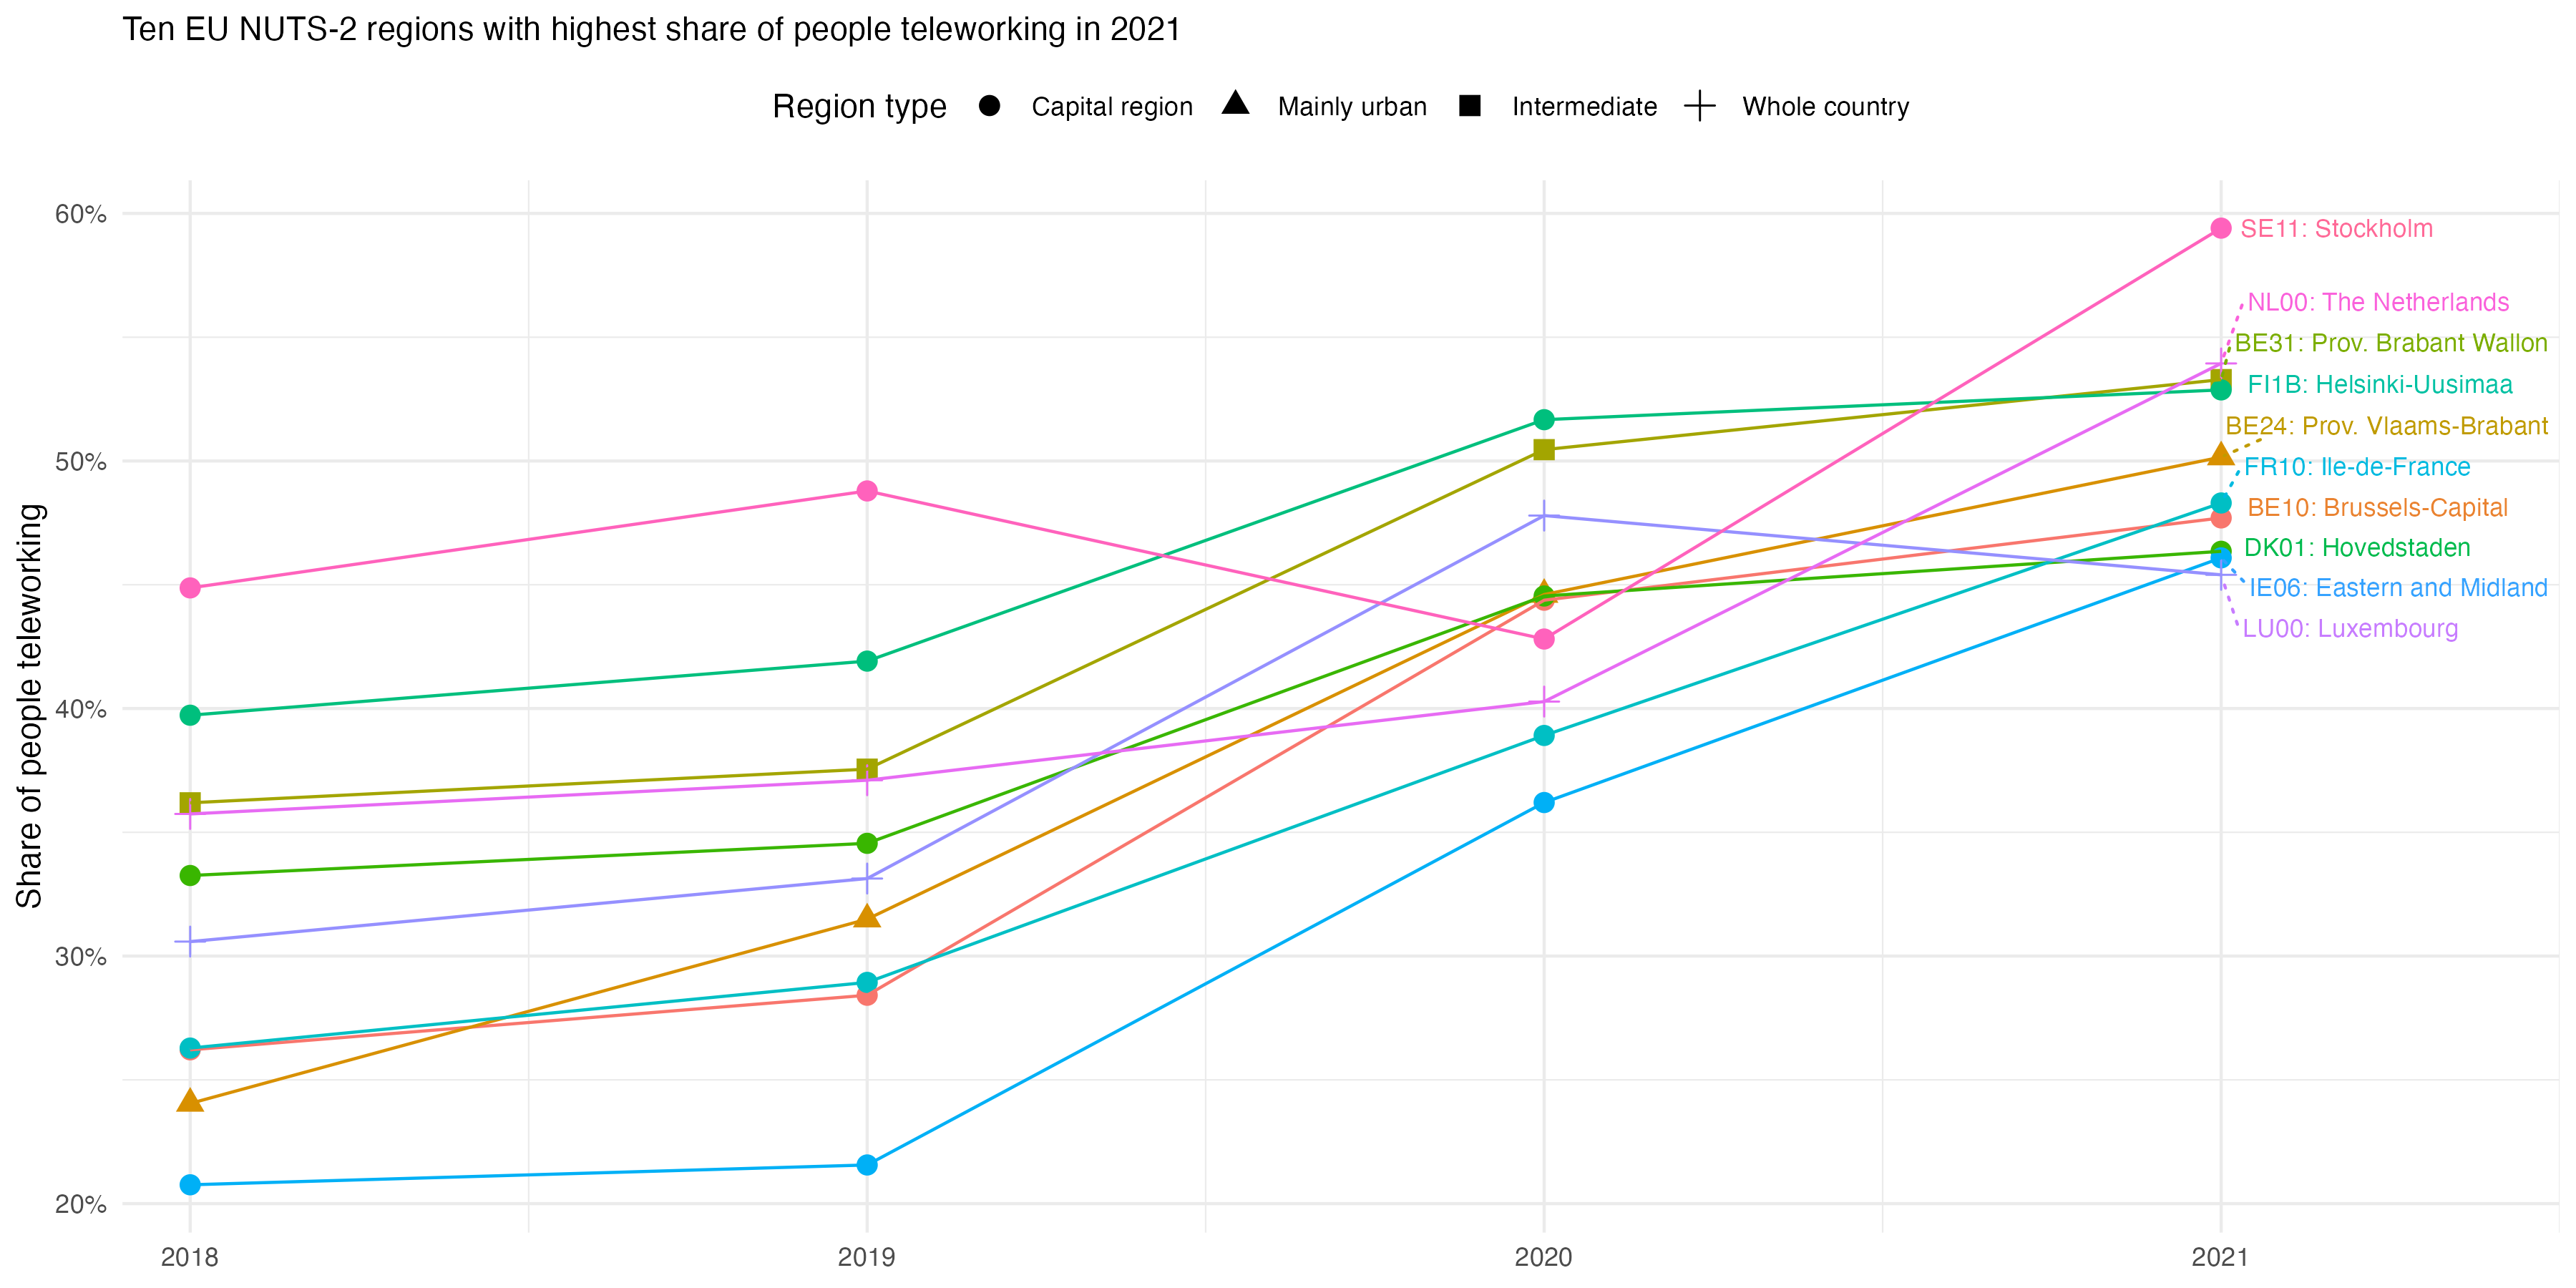 Ten EU NUTS-2 regions with highest share of people teleworking in 2021
Region type Capital region Mainly urban Intermediate Whole country
Share of people teleworking
60%
50%
40%
30%
20%
SE11: Stockholm
NL00: The Netherlands
BE31: Prov. Brabant Wallon
FI1B: Helsinki-Uusimaa
BE24: Prov. Vlaams-Brabant
FR10: Ile-de-France
BE10: Brussels-Capital
DK01: Hovedstaden
IE06: Eastern and Midland
LU00: Luxembourg
2018 2019 2020 2021